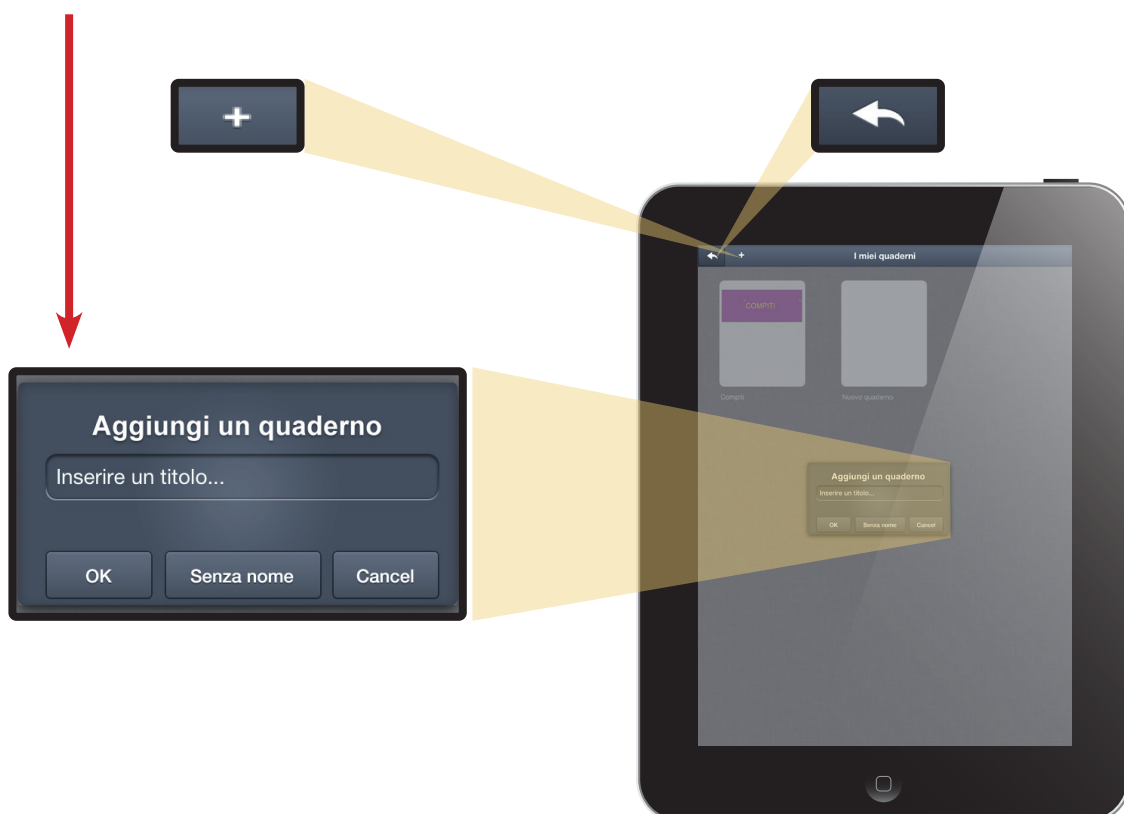 +
+
I miei quaderni
COMPITI
Compiti
Nuovo quaderno
Aggiungi un quaderno
Inserire un titolo...
OK
Senza nome
Cancel
Aggiungi un quaderno
Inserire un titolo...
OK
Senza nome
Cancel